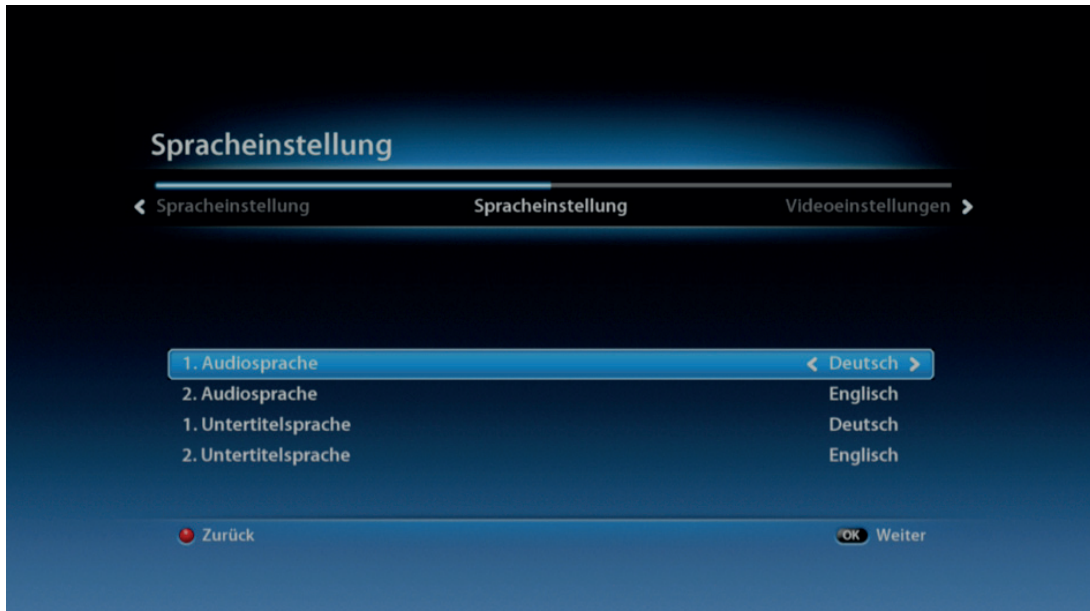 Spracheinstellung
Spracheinstellung Spracheinstellung Videoeinstellungen
1. Audiosprache Deutsch
2. Audiosprache Englisch
1. Untertitelsprache Deutsch
2. Untertitelsprache Englisch
Zurück OK Weiter